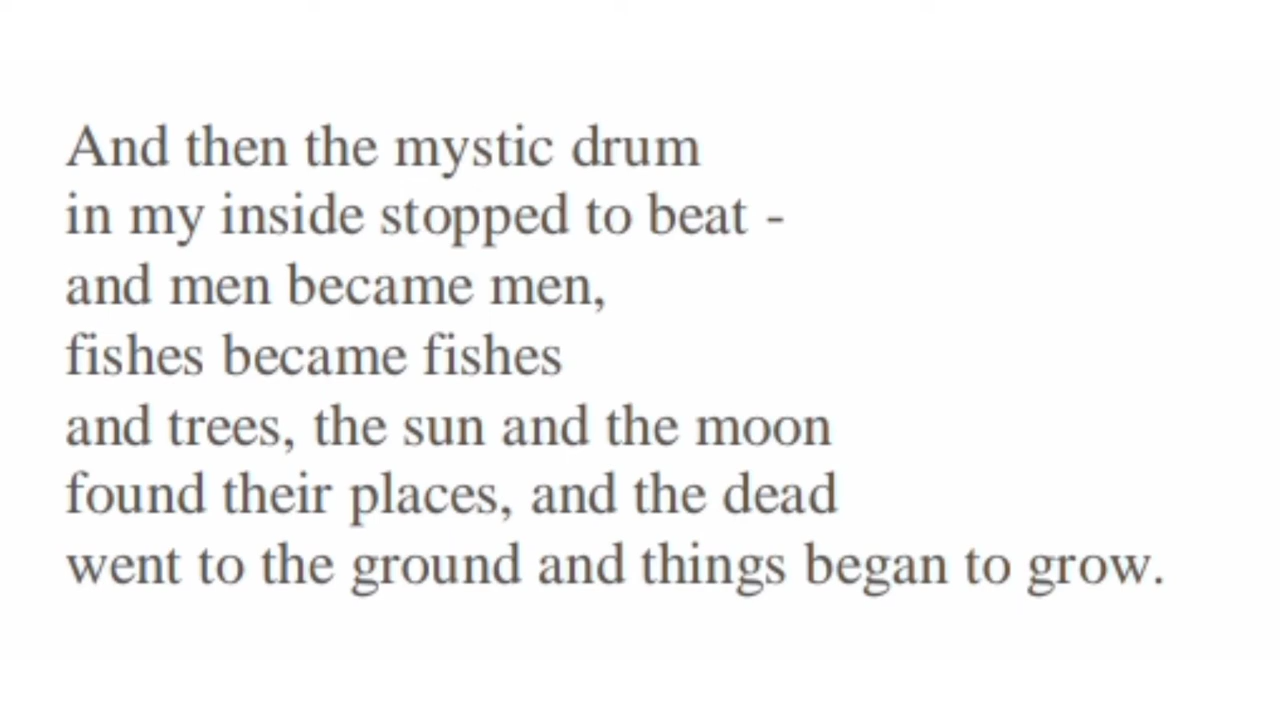 And then the mystic drum
in my inside stopped to beat -
and men became men,
fishes became fishes
and trees, the sun and the moon
found their places, and the dead
went to the ground and things began to grow.